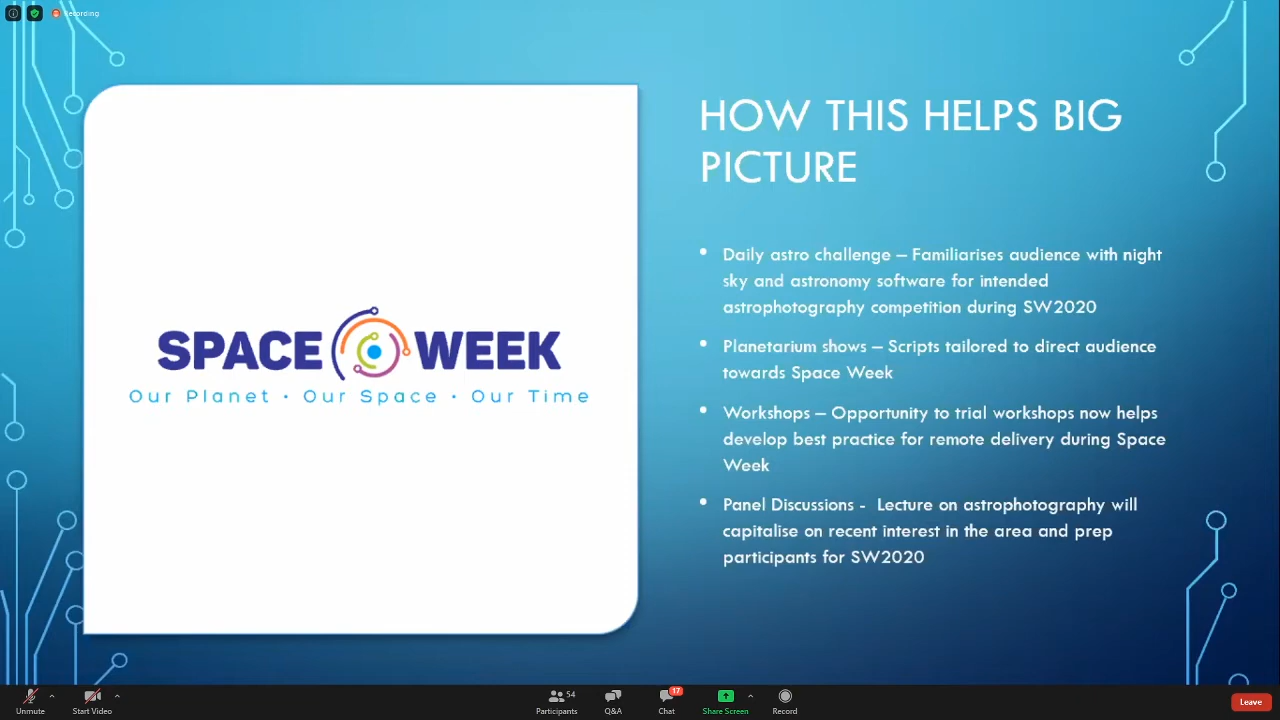 Recording
HOW THIS HELPS BIG
PICTURE
SPACE WEEK
Our Planet • Our Space • Our Time
• Daily astro challenge – Familiarises audience with night
sky and astronomy software for intended
astrophotography competition during SW2020
• Planetarium shows – Scripts tailored to direct audience
towards Space Week
• Workshops – Opportunity to trial workshops now helps
develop best practice for remote delivery during Space
Week
• Panel Discussions -  Lecture on astrophotography will
capitalise on recent interest in the area and prep
participants for SW2020
Unmute
Start Video
54
Participants
Q&A
17
Chat
Share Screen
Record
Leave